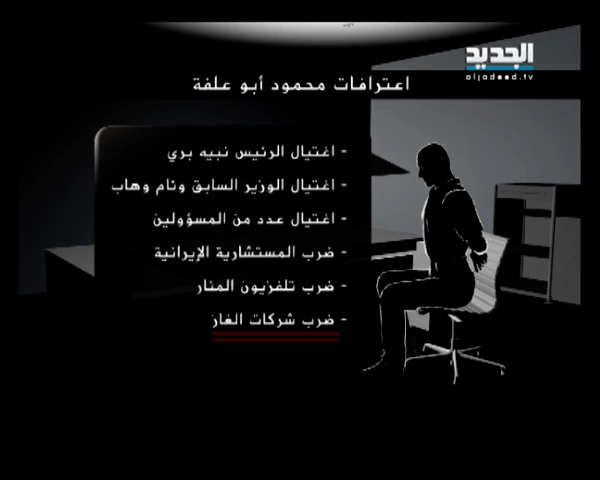 الجديد
aljadeed.tv
اعترافات محمود أبو علفة
- اغتيال الرئيس نبيه بري
- اغتيال الوزير السابق وئام وهاب
- اغتيال عدد من المسؤولين
- ضرب المستشارية الإيرانية
- ضرب تلفزيون المنار
- ضرب شركات الغاز